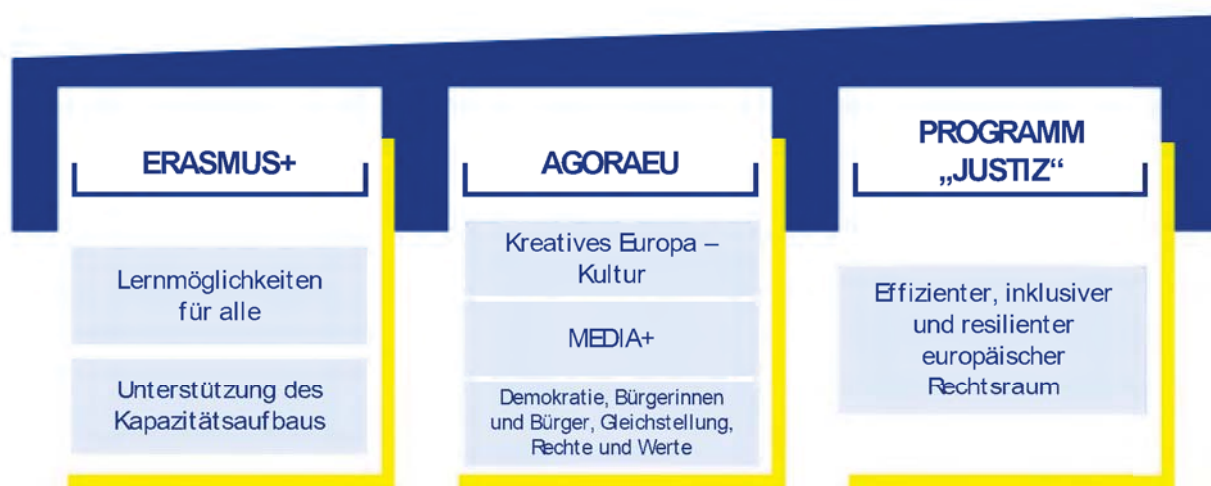 ERASMUS+
Lernmöglichkeiten
für alle
Unterstützung des
Kapazitätsaufbaus
AGORAEU
Kreatives Europa –
Kultur
MEDIA+
Demokratie, Bürgerinnen
und Bürger, Gleichstellung,
Rechte und Werte
PROGRAMM
„JUSTIZ“
Effizienter, inklusiver
und resilienter
europäischer
Rechtsraum